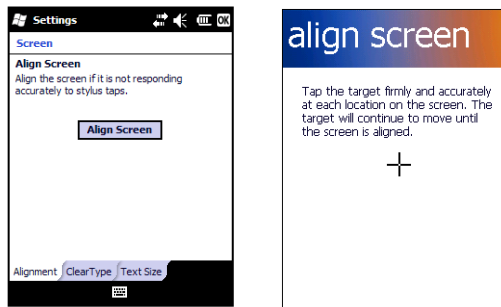 Settings
OK
Screen
Align Screen
Align the screen if it is not responding
accurately to stylus taps.
Align Screen
Alignment ClearType Text Size
align screen
Tap the target firmly and accurately
at each location on the screen. The
target will continue to move until
the screen is aligned.